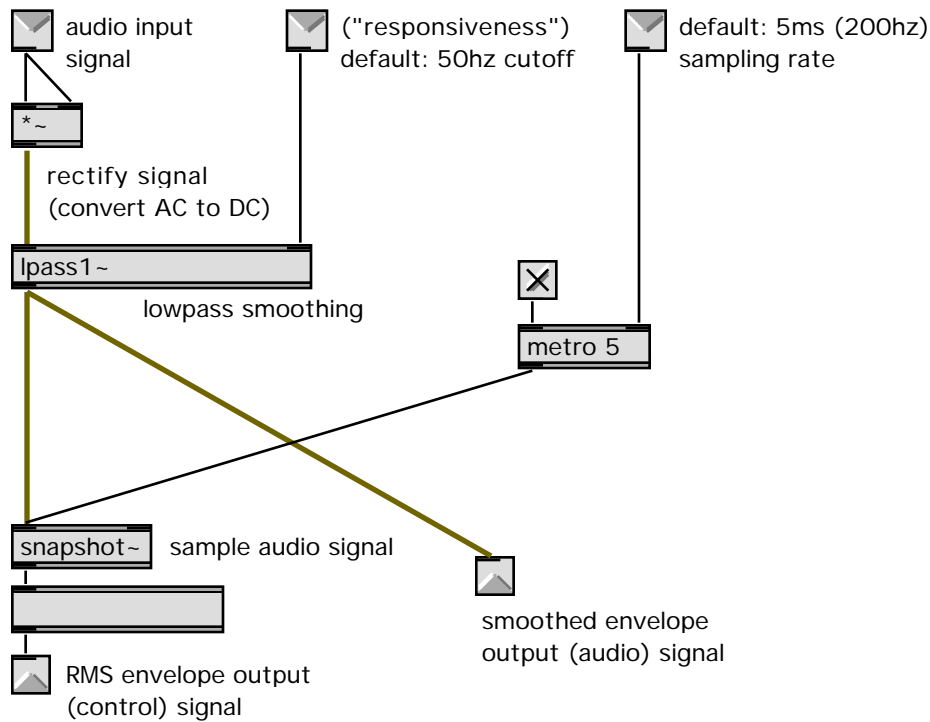 audio input
signal
("responsiveness")
default: 50hz cutoff
default: 5ms (200hz)
sampling rate
*~
rectify signal
(convert AC to DC)
lpass1~
lowpass smoothing
metro 5
snapshot~
sample audio signal
smoothed envelope
output (audio) signal
RMS envelope output
(control) signal